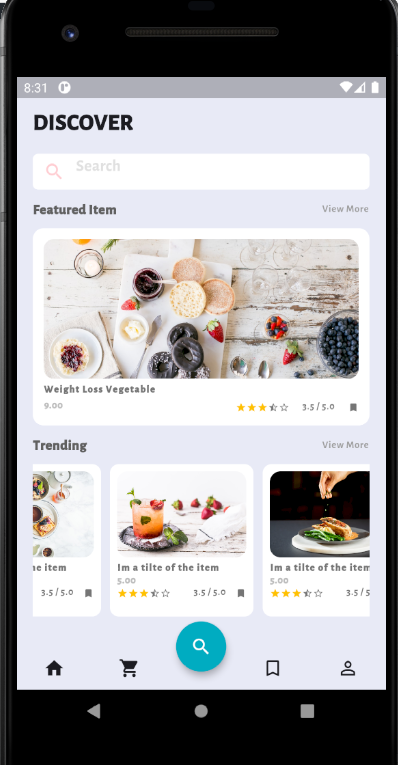 8:31
DISCOVER
Search
Featured Item
View More
Weight Loss Vegetable
9.00
3.5 / 5.0
Trending
View More
he item
Im a tilte of the item
Im a tilte of the item
5.00
5.00
3.5 / 5.0
3.5 / 5.0
3.5 / 5